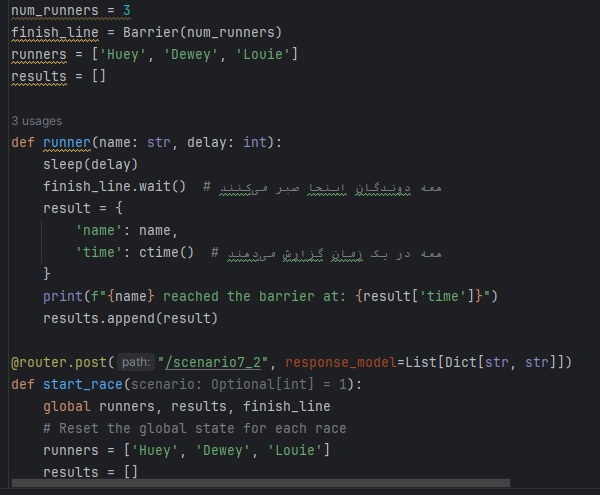 num_runners = 3
finish_line = Barrier(num_runners)
runners = ['Huey', 'Dewey', 'Louie']
results = []
3 usages
def runner(name: str, delay: int):
    sleep(delay)
    finish_line.wait()  # همه دوندگان اینجا صبر می‌کنند
    result = {
        'name': name,
        'time': ctime()  # همه در یک زمان گزارش می‌دهند
    }
    print(f"{name} reached the barrier at: {result['time']}")
    results.append(result)
@router.post( path: "/scenario7_2", response_model=List[Dict[str, str]])
def start_race(scenario: Optional[int] = 1):
    global runners, results, finish_line
    # Reset the global state for each race
    runners = ['Huey', 'Dewey', 'Louie']
    results = []